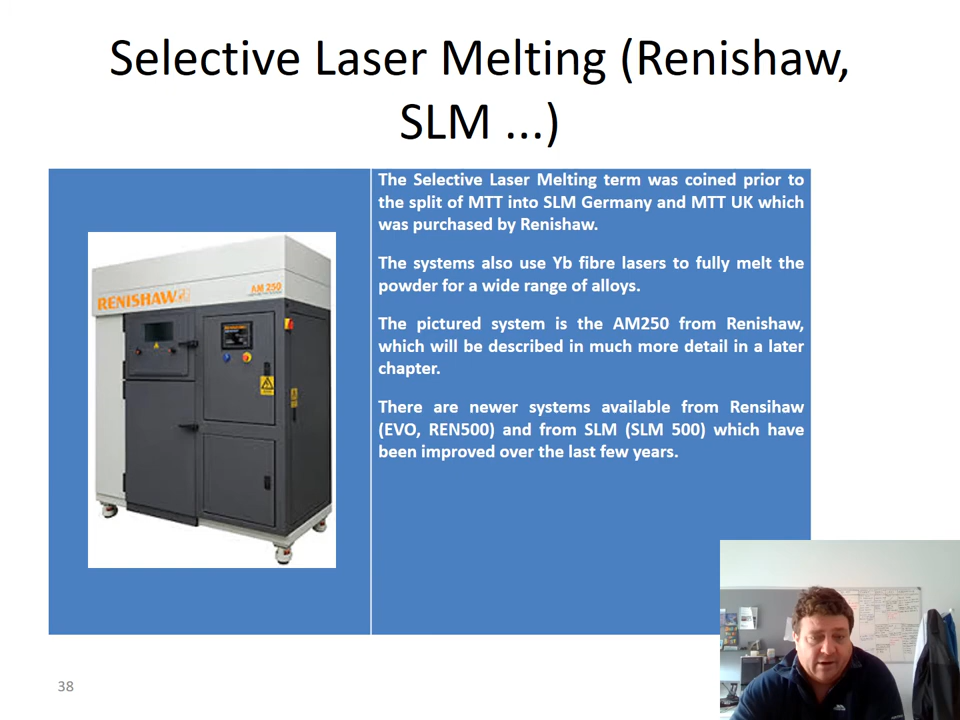 Selective Laser Melting (Renishaw,
SLM ...)
The Selective Laser Melting term was coined prior to
the split of MTT into SLM Germany and MTT UK which
was purchased by Renishaw.
The systems also use Yb fibre lasers to fully melt the
powder for a wide range of alloys.
The pictured system is the AM250 from Renishaw,
which will be described in much more detail in a later
chapter.
There are newer systems available from Rensihaw
(EVO, REN500) and from SLM (SLM 500) which have
been improved over the last few years.
RENISHAW
AM 250
38